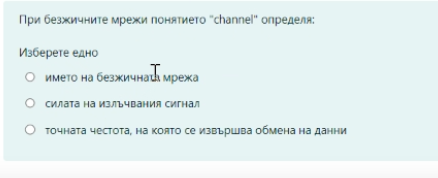 При безжичните мрежи понятието "channel" определя:
Изберете едно
името на безжичната мрежа
силата на излъчвания сигнал
точната честота, на която се извършва обмена на данни